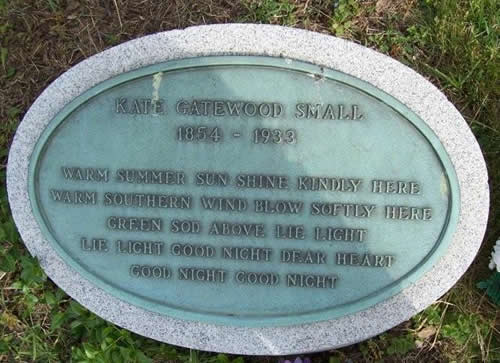 KATE GATEWOOD SMALL
1854 - 1933
WARM SUMMER SUN SHINE KINDLY HERE
WARM SOUTHERN WIND BLOW SOFTLY HERE
GREEN SOD ABOVE LIE LIGHT
LIE LIGHT GOOD NIGHT DEAR HEART
GOOD NIGHT GOOD NIGHT